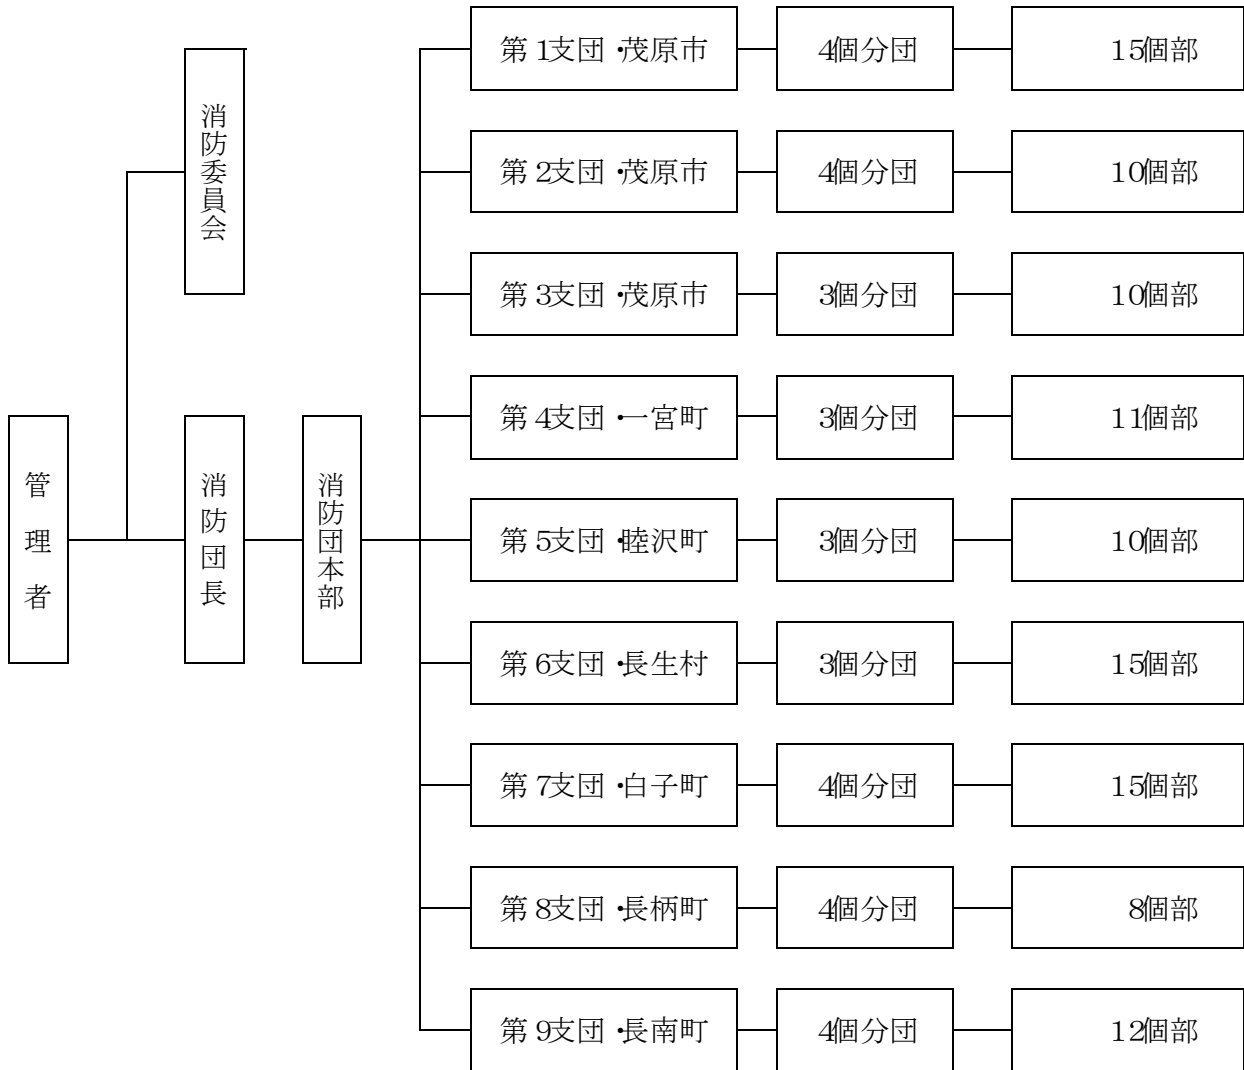 管理者
消防委員会
消防団長
消防団本部
第1支団・茂原市 4個分団 15個部
第2支団・茂原市 4個分団 10個部
第3支団・茂原市 3個分団 10個部
第4支団・一宮町 3個分団 11個部
第5支団・睦沢町 3個分団 10個部
第6支団・長生村 3個分団 15個部
第7支団・白子町 4個分団 15個部
第8支団・長柄町 4個分団 8個部
第9支団・長南町 4個分団 12個部